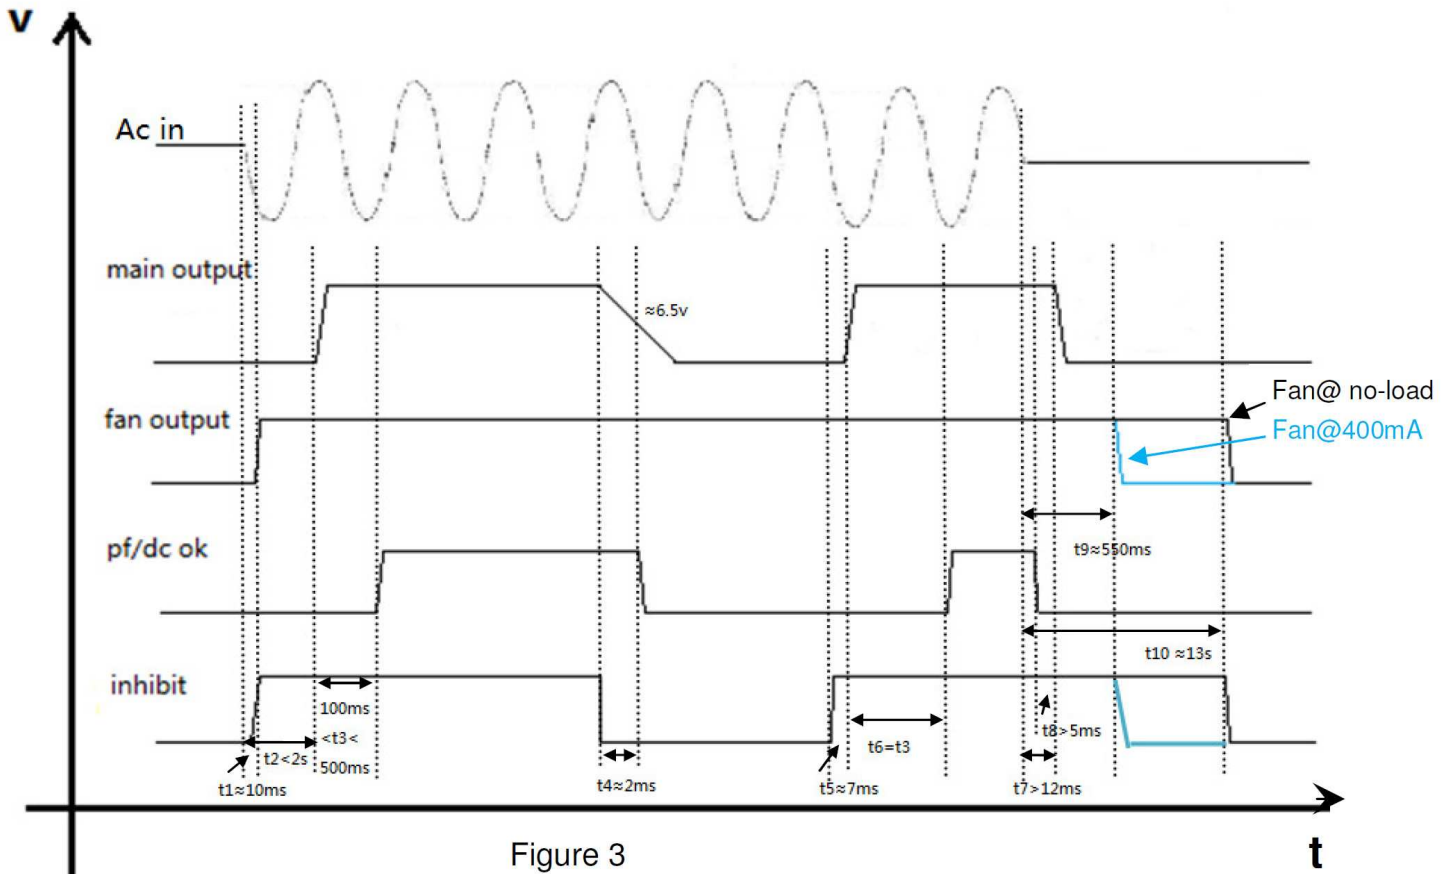 v
Ac in
main output
≈6.5v
Fan@ no-load
fan output
Fan@400mA
pf/dc ok
t9≈550ms
t10 ≈13s
inhibit
100ms
<t3<
500ms
t2<2s
t1≈10ms
t4≈2ms
t6=t3
t5≈7ms
t8>5ms
t7>12ms
Figure 3
t